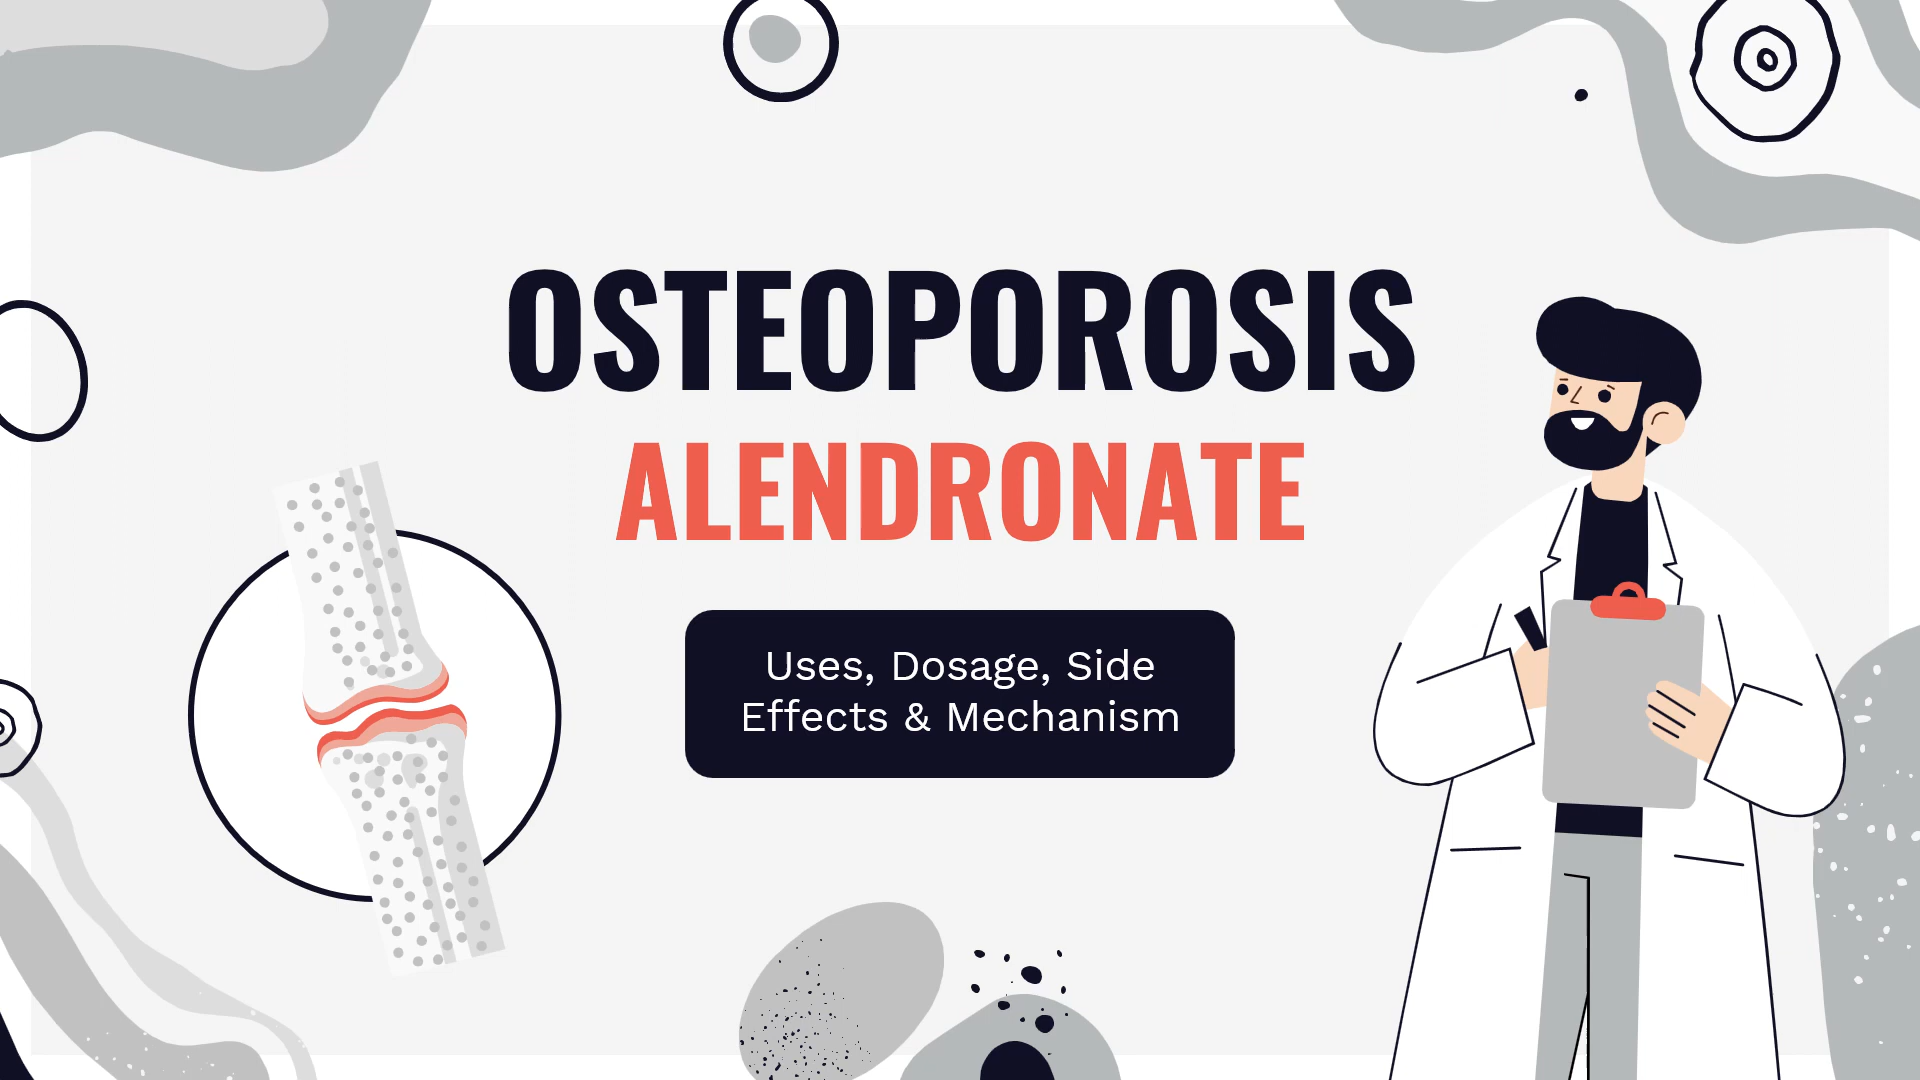 OSTEOPOROSIS
ALENDRONATE
Uses, Dosage, Side
Effects & Mechanism